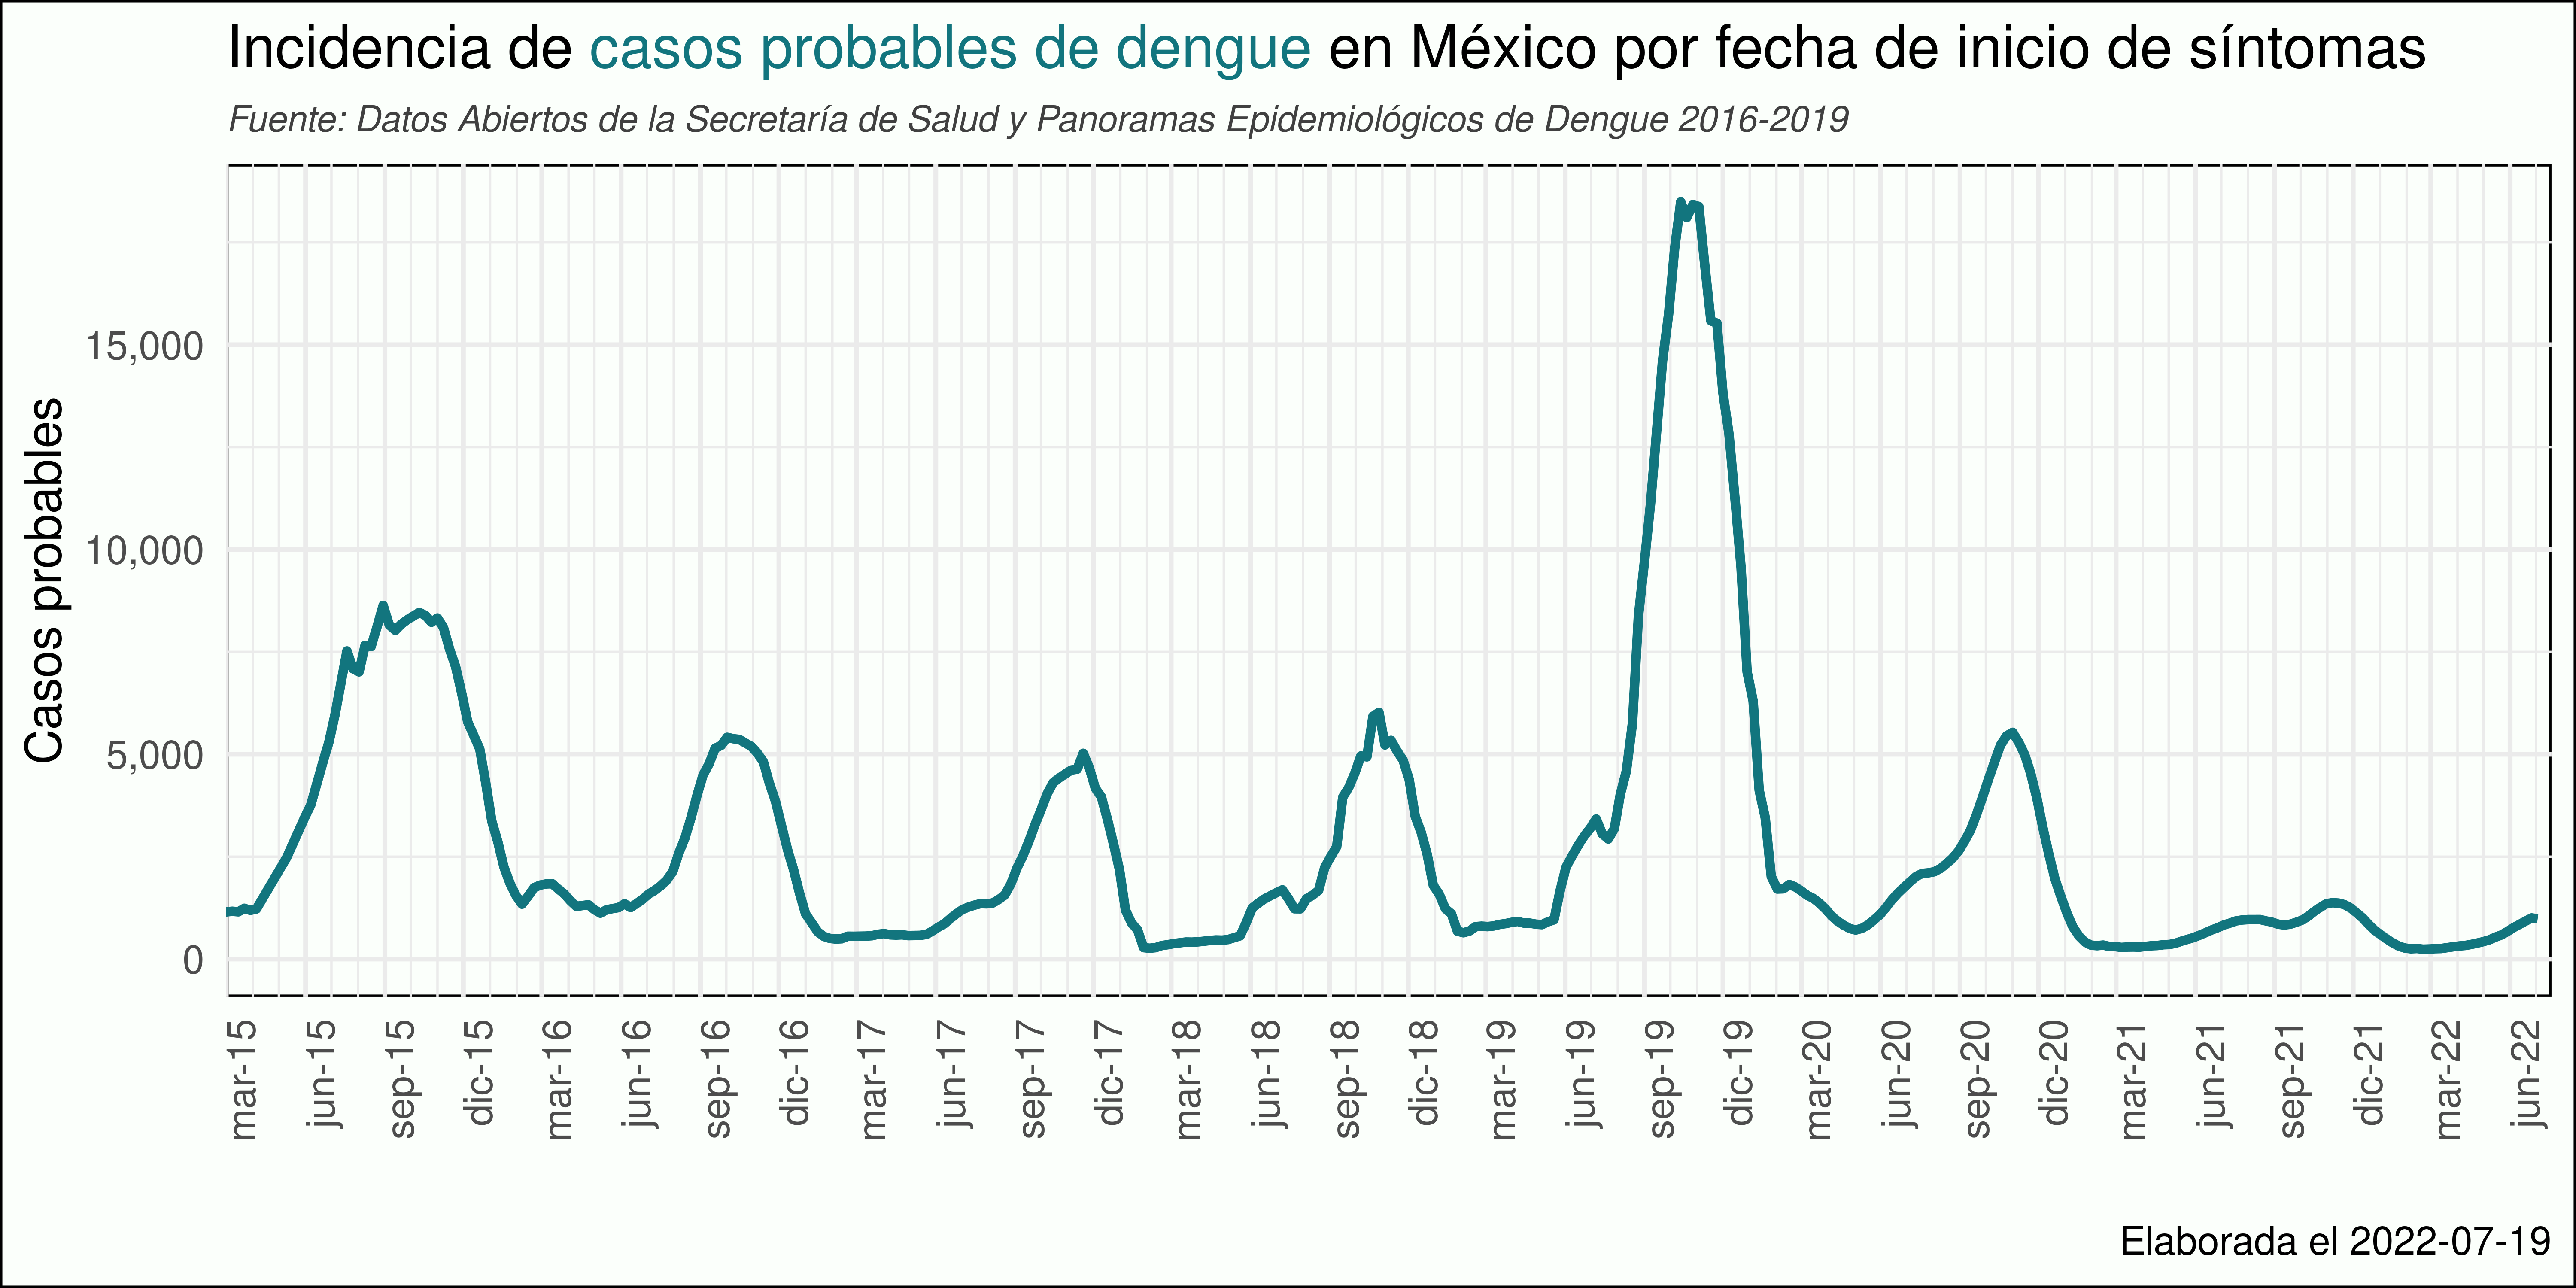 Incidencia de casos probables de dengue en México por fecha de inicio de síntomas
Fuente: Datos Abiertos de la Secretaría de Salud y Panoramas Epidemiológicos de Dengue 2016-2019
Casos probables
15,000
10,000
5,000
0
mar-15
jun-15
sep-15
dic-15
mar-16
jun-16
sep-16
dic-16
mar-17
jun-17
sep-17
dic-17
mar-18
jun-18
sep-18
dic-18
mar-19
jun-19
sep-19
dic-19
mar-20
jun-20
sep-20
dic-20
mar-21
jun-21
sep-21
dic-21
mar-22
jun-22
Elaborada el 2022-07-19